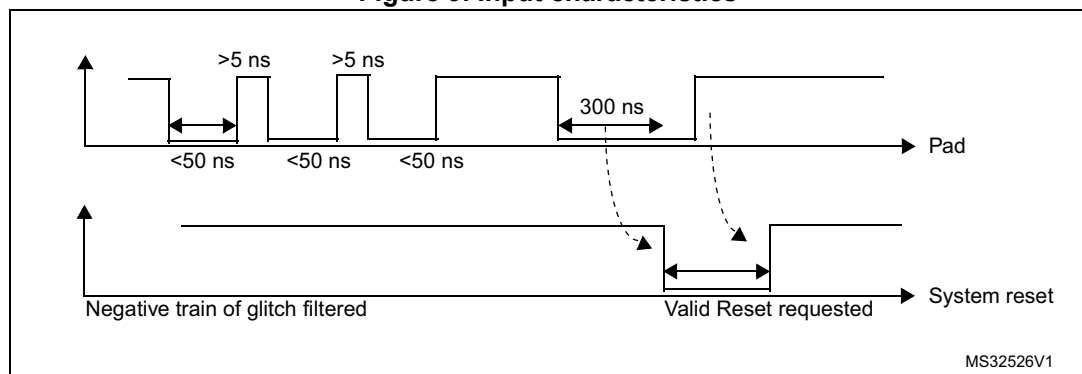 Figure 9. Input characteristics
>5 ns >5 ns
300 ns
Pad
<50 ns <50 ns <50 ns
System reset
Negative train of glitch filtered Valid Reset requested
MS32526V1